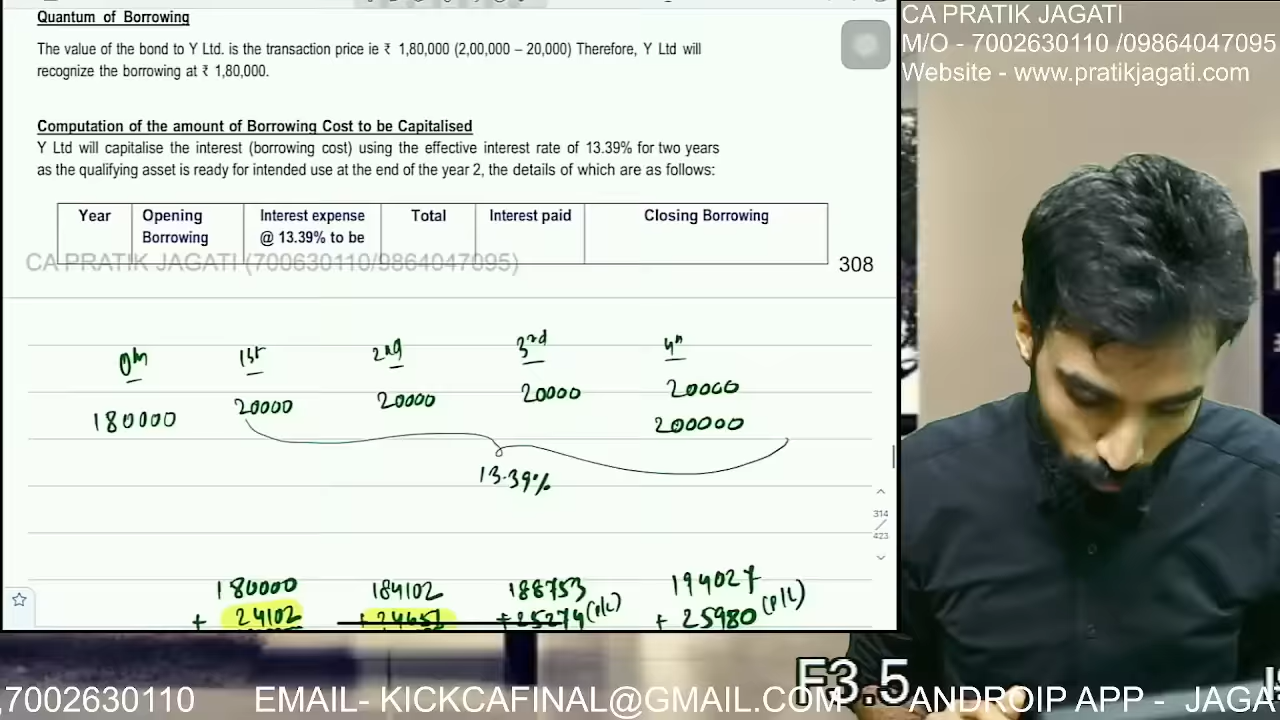 Quantum of Borrowing
The value of the bond to Y Ltd. is the transaction price ie ₹ 1,80,000 (2,00,000 – 20,000) Therefore, Y Ltd will
recognize the borrowing at ₹ 1,80,000.
Computation of the amount of Borrowing Cost to be Capitalised
Y Ltd will capitalise the interest (borrowing cost) using the effective interest rate of 13.39% for two years
as the qualifying asset is ready for intended use at the end of the year 2, the details of which are as follows:
Year Opening Interest expense Total Interest paid Closing Borrowing
Borrowing @ 13.39% to be
CA PRATIK JAGATI (700630110/9864047095)
308
0th 1st 2nd 3rd 4th
180000 20000 20000 20000 20000
200000
13.39%
314
/
423
180000 184102 188753 194027
+ 24102 + 24651 + 25274 (P/L) + 25980 (P/L)
CA PRATIK JAGATI
M/O - 7002630110 /09864047095
Website - www.pratikjagati.com
F3.5
,7002630110 EMAIL- KICKCAFINAL@GMAIL.COM ANDROIP APP - JAGA